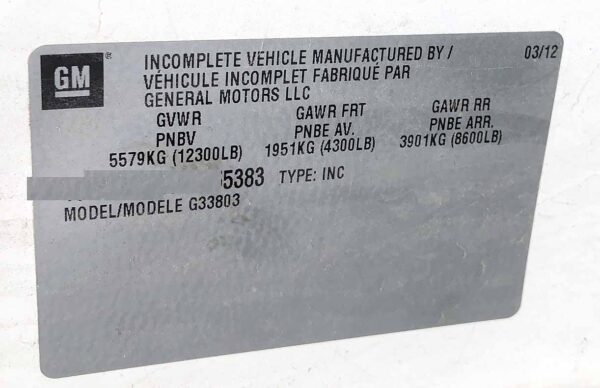 GM
®
INCOMPLETE VEHICLE MANUFACTURED BY / 03/12
VÉHICULE INCOMPLET FABRIQUÉ PAR
GENERAL MOTORS LLC
GVWR GAWR FRT GAWR RR
PNBV PNBE AV. PNBE ARR.
5579KG (12300LB) 1951KG (4300LB) 3901KG (8600LB)
5383 TYPE: INC
MODEL/MODELE G33803